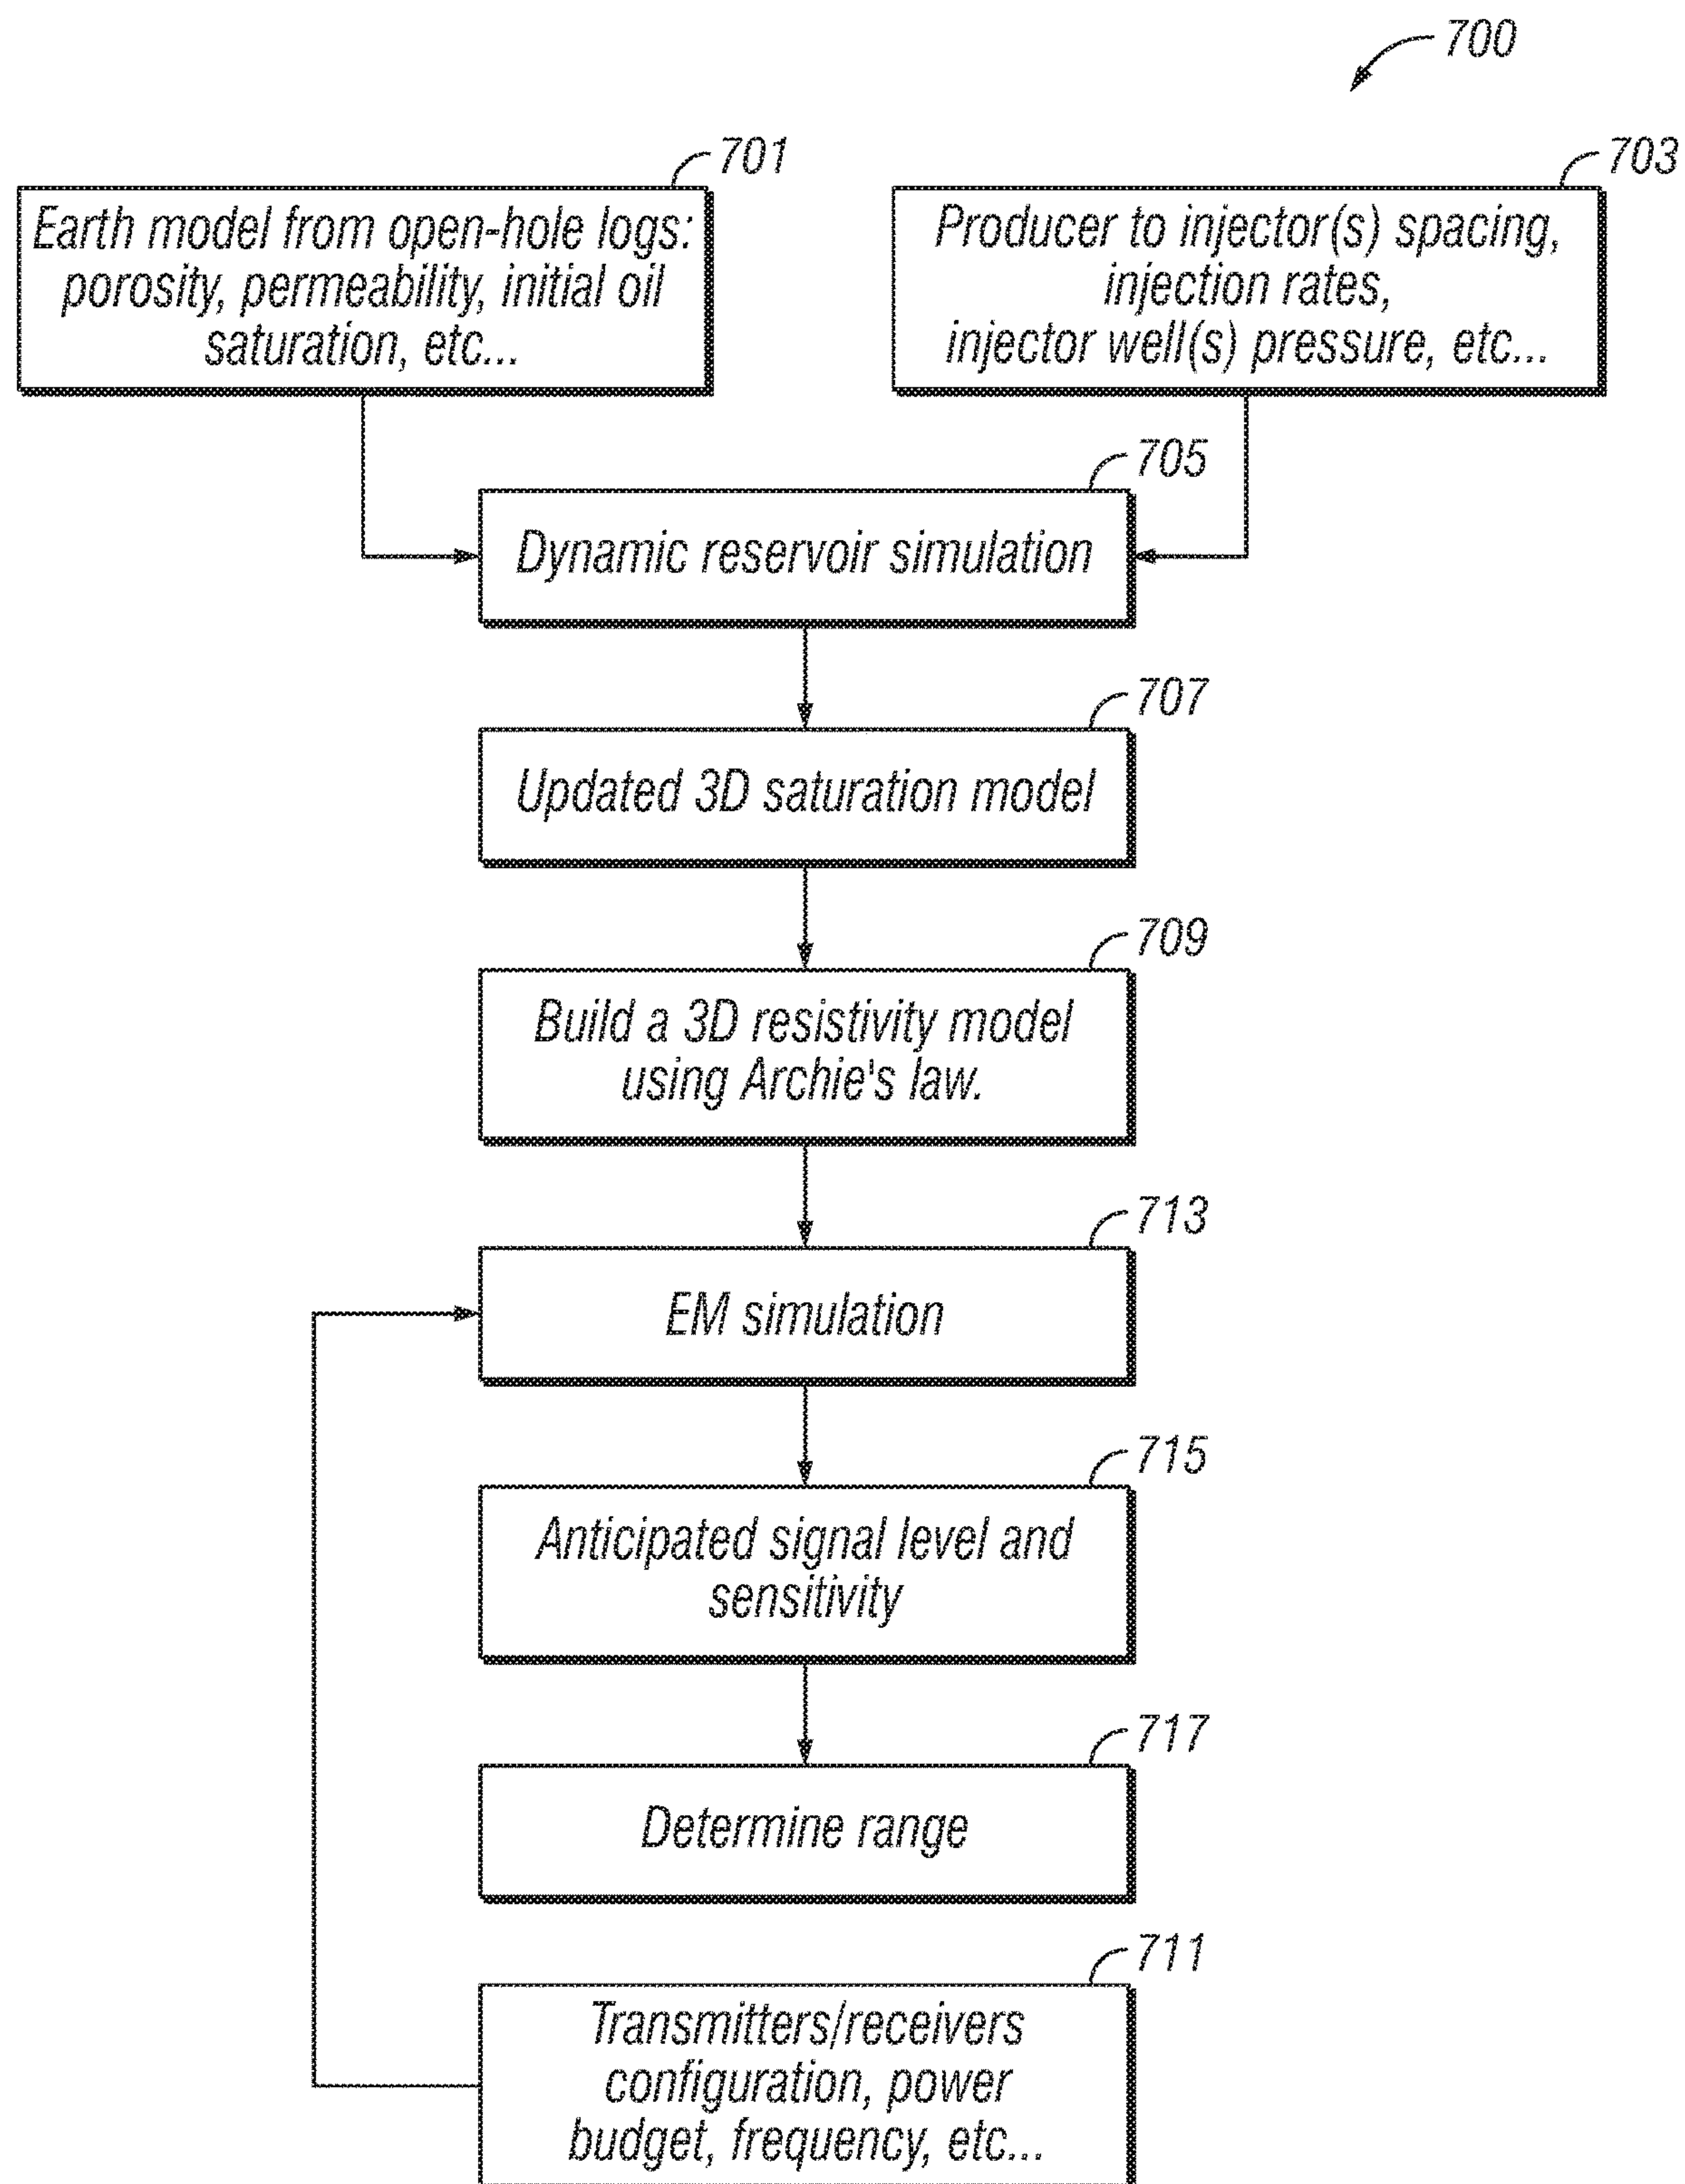 700
701
Earth model from open-hole logs:
porosity, permeability, initial oil
saturation, etc...
703
Producer to injector(s) spacing,
injection rates,
injector well(s) pressure, etc...
705
Dynamic reservoir simulation
707
Updated 3D saturation model
709
Build a 3D resistivity model
using Archie's law.
713
EM simulation
715
Anticipated signal level and
sensitivity
717
Determine range
711
Transmitters/receivers
configuration, power
budget, frequency, etc...